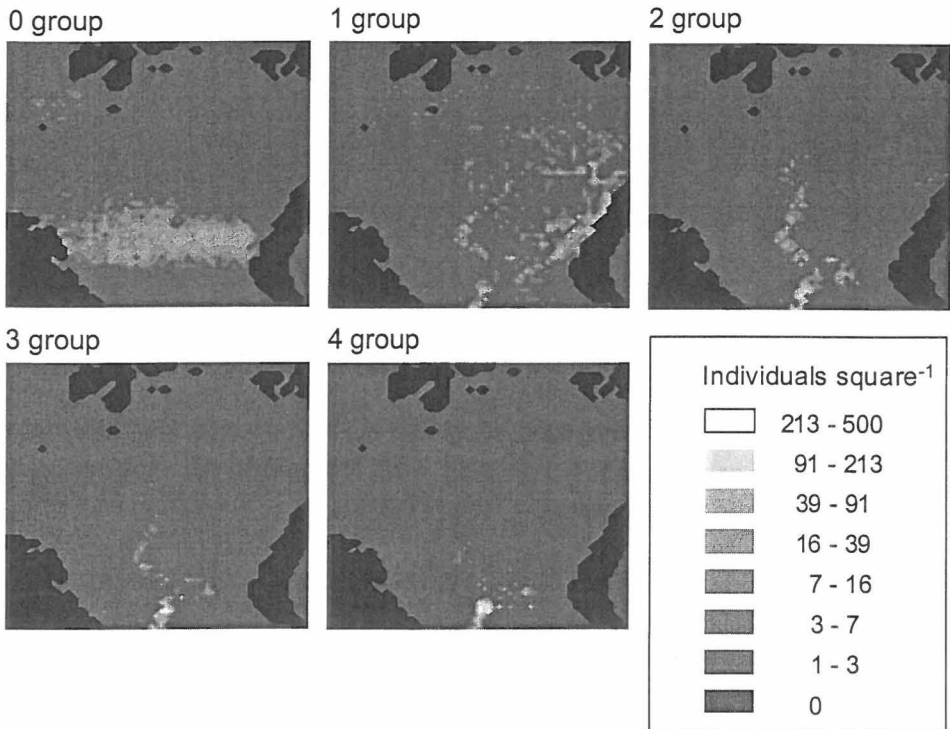 0 group
1 group
2 group
3 group
4 group
Individuals square⁻¹
213 - 500
91 - 213
39 - 91
16 - 39
7 - 16
3 - 7
1 - 3
0